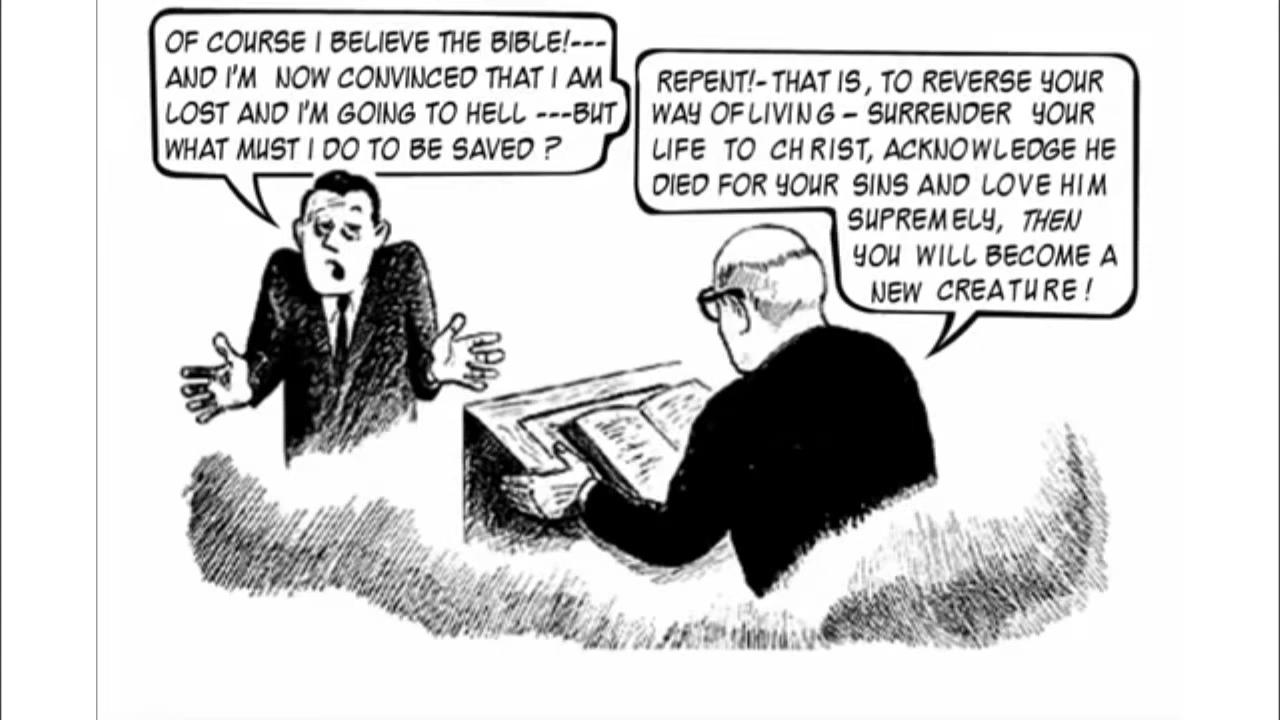 OF COURSE I BELIEVE THE BIBLE!---
AND I'M NOW CONVINCED THAT I AM
LOST AND I'M GOING TO HELL ---BUT
WHAT MUST I DO TO BE SAVED ?
REPENT!-THAT IS, TO REVERSE YOUR
WAY OF LIVING – SURRENDER YOUR
LIFE TO CHRIST, ACKNOWLEDGE HE
DIED FOR YOUR SINS AND LOVE HIM
SUPREMELY, THEN
YOU WILL BECOME A
NEW CREATURE!